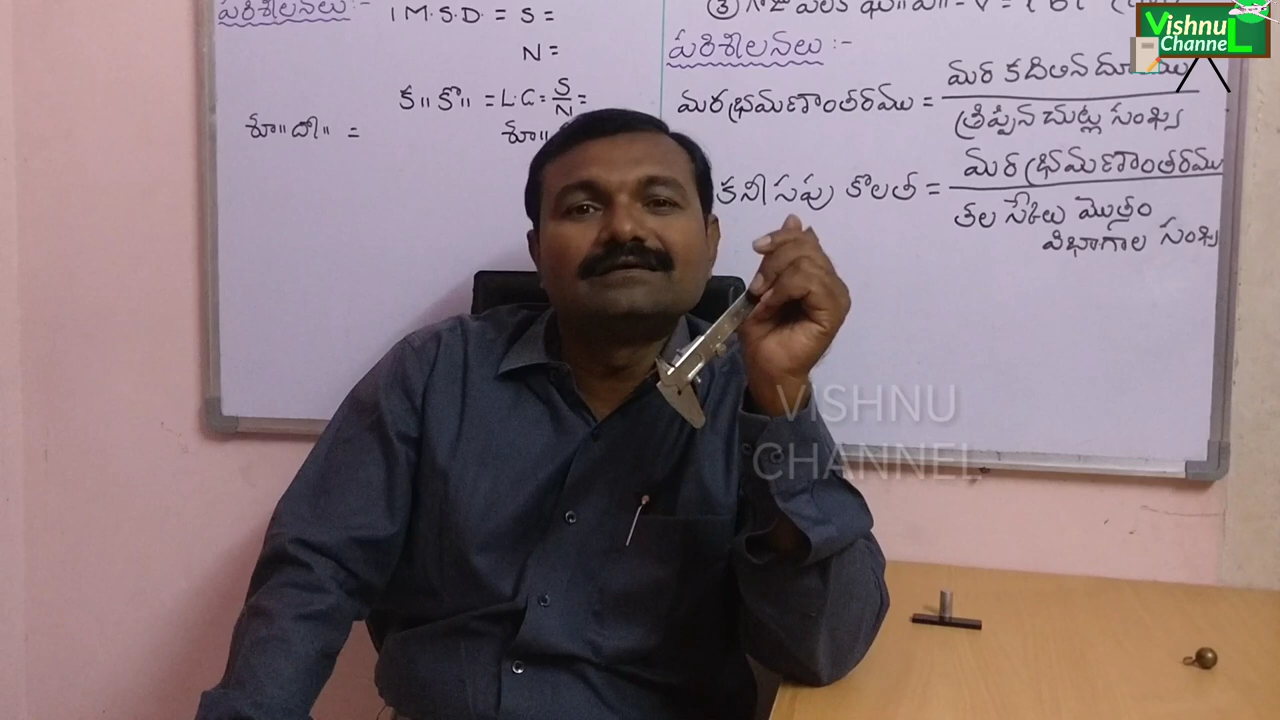 పరిశీలనలు :-
1 M.S.D. = S =
N =
క॥ కొ॥ = L.C = S/N =
శూ॥ దో॥ =
శూ॥
పరిశీలనలు :-
మర భ్రమణాంతరము = మర కదిలిన
త్రిప్పిన చుట్ల సంఖ్య
కనీసపు కొలత = మర భ్రమణాంతరము
తల స్కేలు మొత్తం
విభాగాల సంఖ్య
Vishnu
Channel
VISHNU
CHANNEL